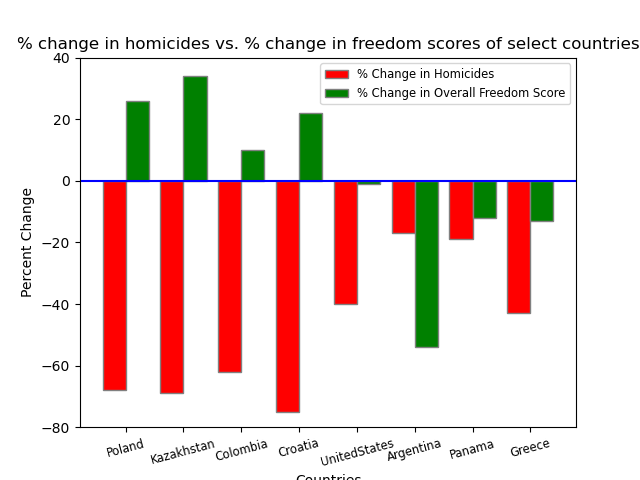 % change in homicides vs. % change in freedom scores of select countries
% Change in Homicides
% Change in Overall Freedom Score
Percent Change
40
20
0
−20
−40
−60
−80
Poland
Kazakhstan
Colombia
Croatia
UnitedStates
Argentina
Panama
Greece
Countries